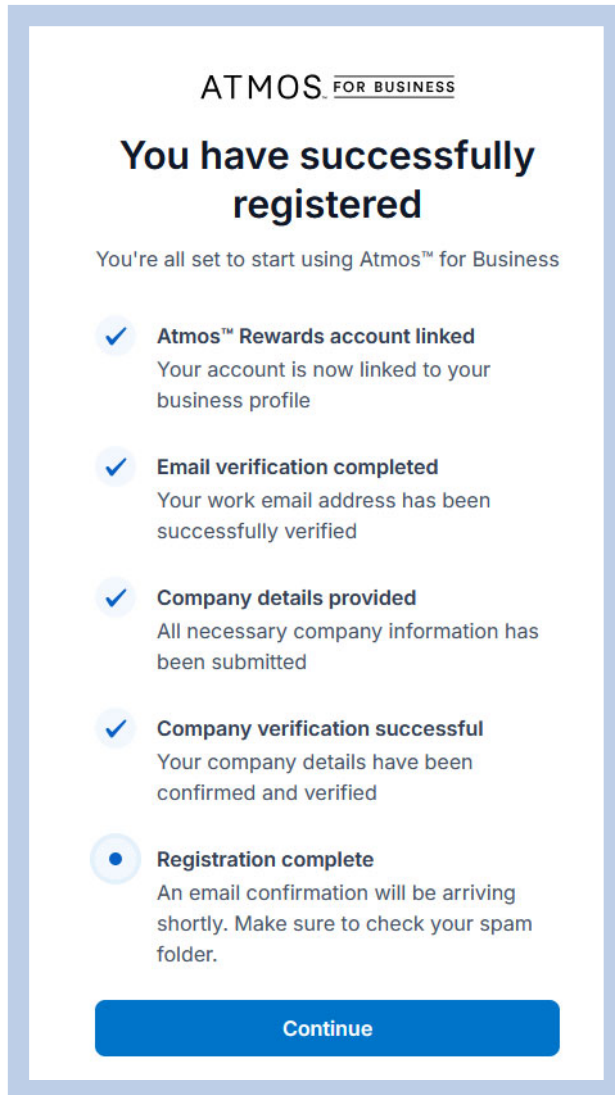 ATMOS™ FOR BUSINESS
You have successfully
registered
You're all set to start using Atmos™ for Business
Atmos™ Rewards account linked
Your account is now linked to your
business profile
Email verification completed
Your work email address has been
successfully verified
Company details provided
All necessary company information has
been submitted
Company verification successful
Your company details have been
confirmed and verified
Registration complete
An email confirmation will be arriving
shortly. Make sure to check your spam
folder.
Continue